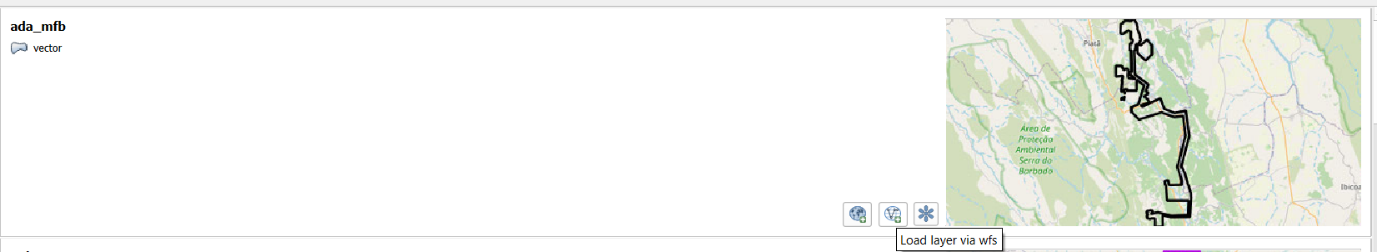 ada_mfb
vector
Piatã
Área de
Proteção
Ambiental
Serra do
Barbado
Ibicoa
Load layer via wfs